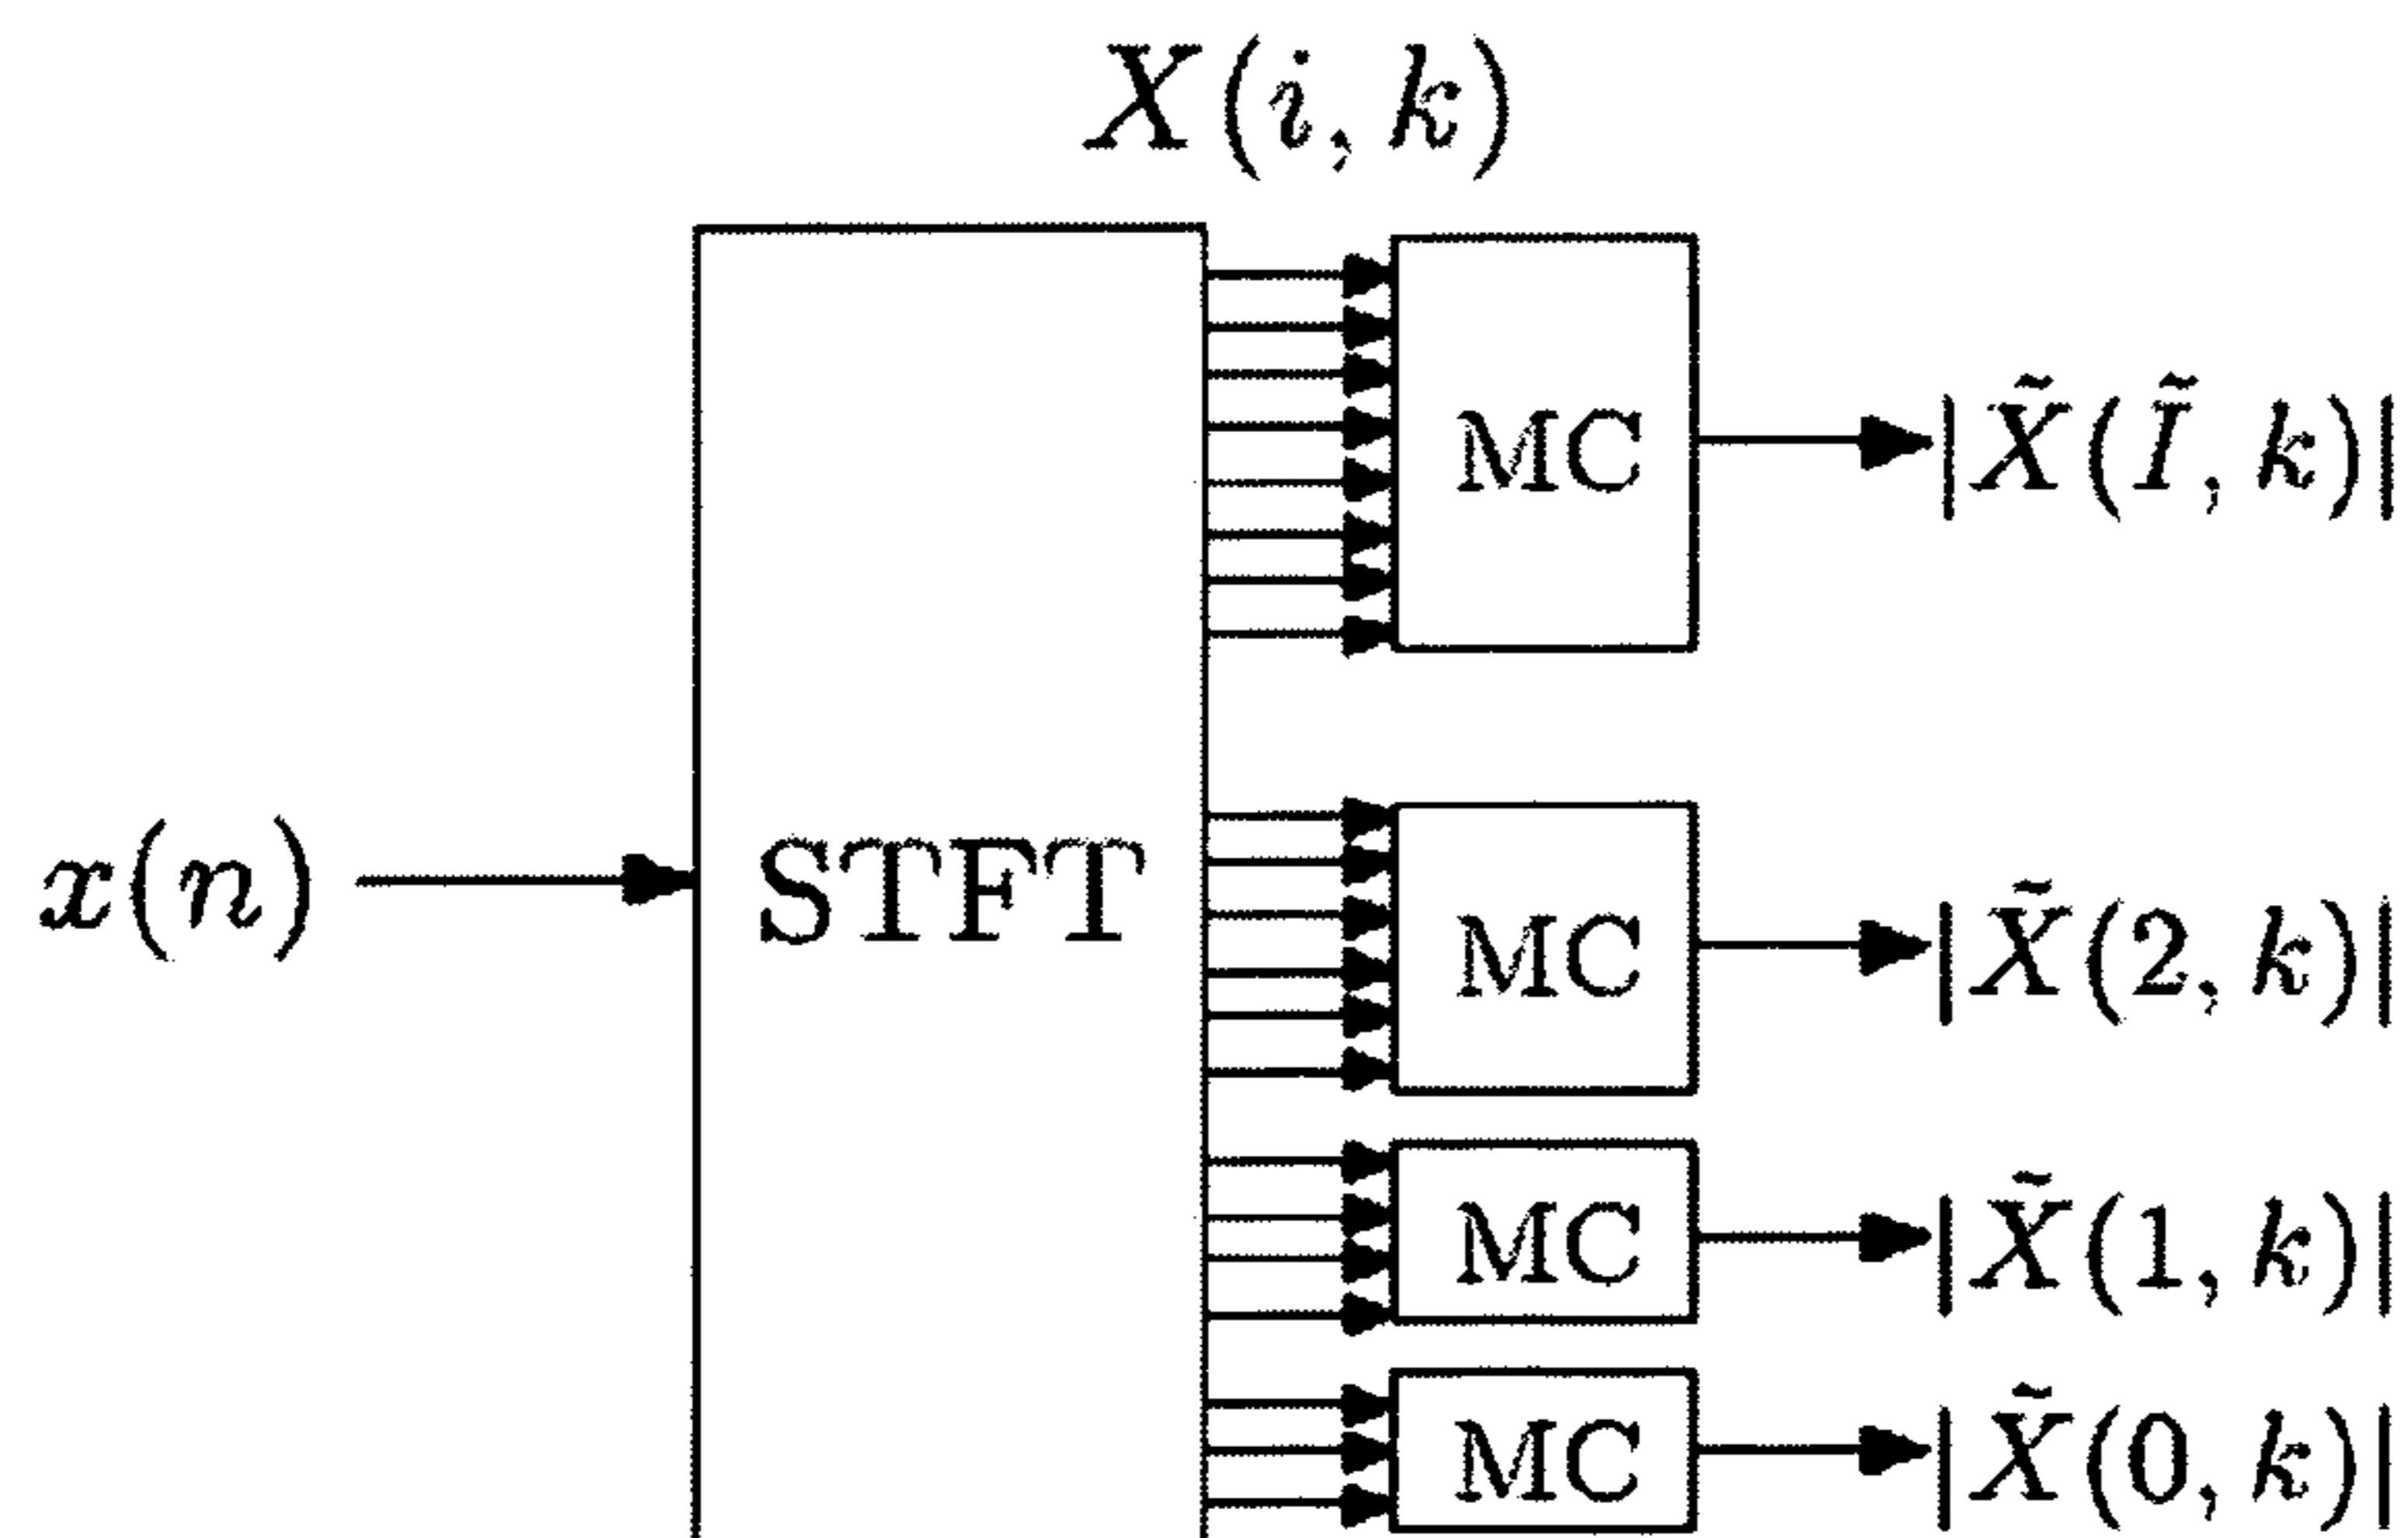 X(i, k)
MC
|X̃(Ĩ, k)|
x(n)
STFT
MC
|X̃(2, k)|
MC
|X̃(1, k)|
MC
|X̃(0, k)|